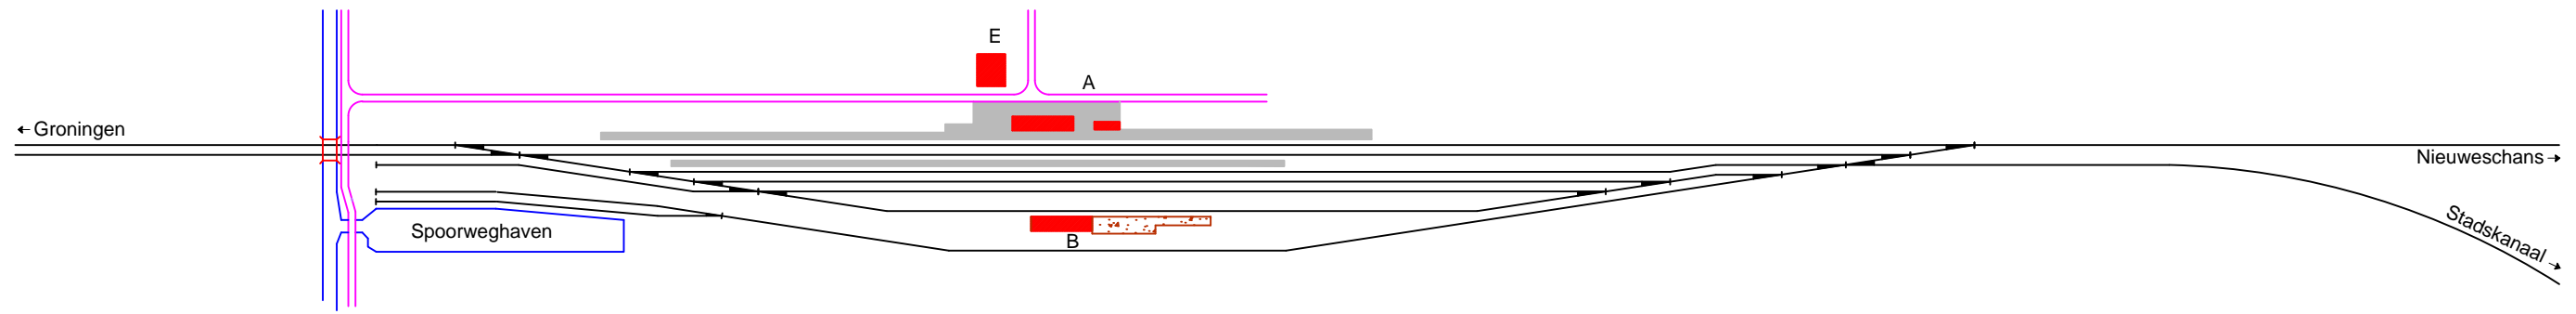 E
A
← Groningen
Nieuweschans →
Stadskanaal →
Spoorweghaven
B